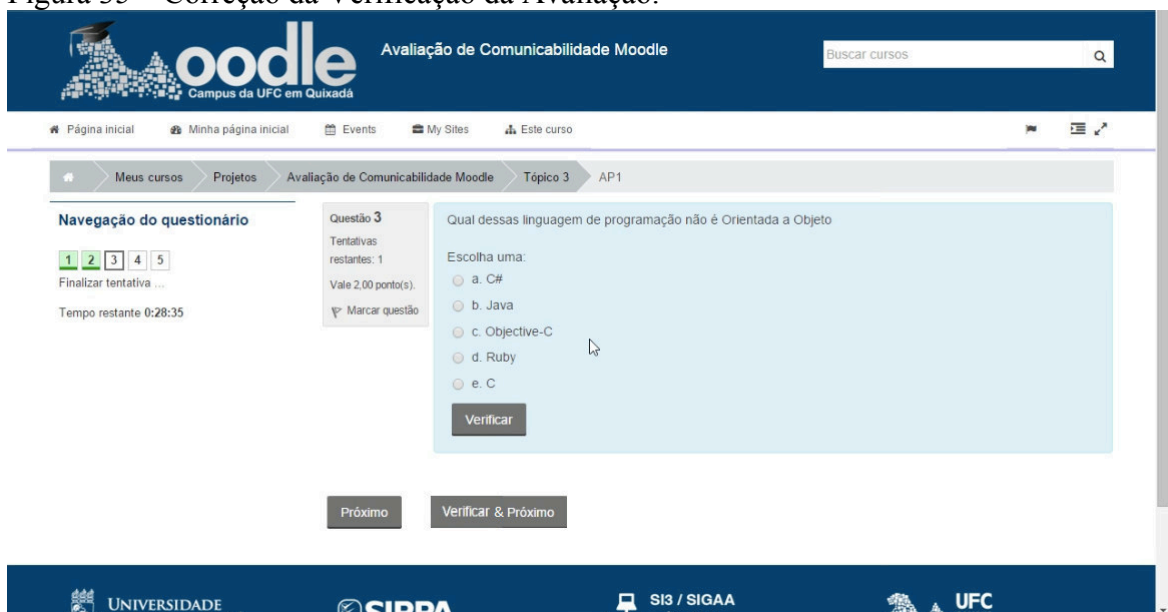 Figura 35 – Correção da Verificação da Avaliação.
Moodle
Campus da UFC em Quixadá
Avaliação de Comunicabilidade Moodle
Buscar cursos
Página inicial
Minha página inicial
Events
My Sites
Este curso
Meus cursos
Projetos
Avaliação de Comunicabilidade Moodle
Tópico 3
AP1
Navegação do questionário
1 2 3 4 5
Finalizar tentativa ...
Tempo restante 0:28:35
Questão 3
Tentativas
restantes: 1
Vale 2,00 ponto(s).
Marcar questão
Qual dessas linguagem de programação não é Orientada a Objeto
Escolha uma:
a. C#
b. Java
c. Objective-C
d. Ruby
e. C
Verificar
Próximo
Verificar & Próximo
UNIVERSIDADE
SIPPA
SI3 / SIGAA
UFC